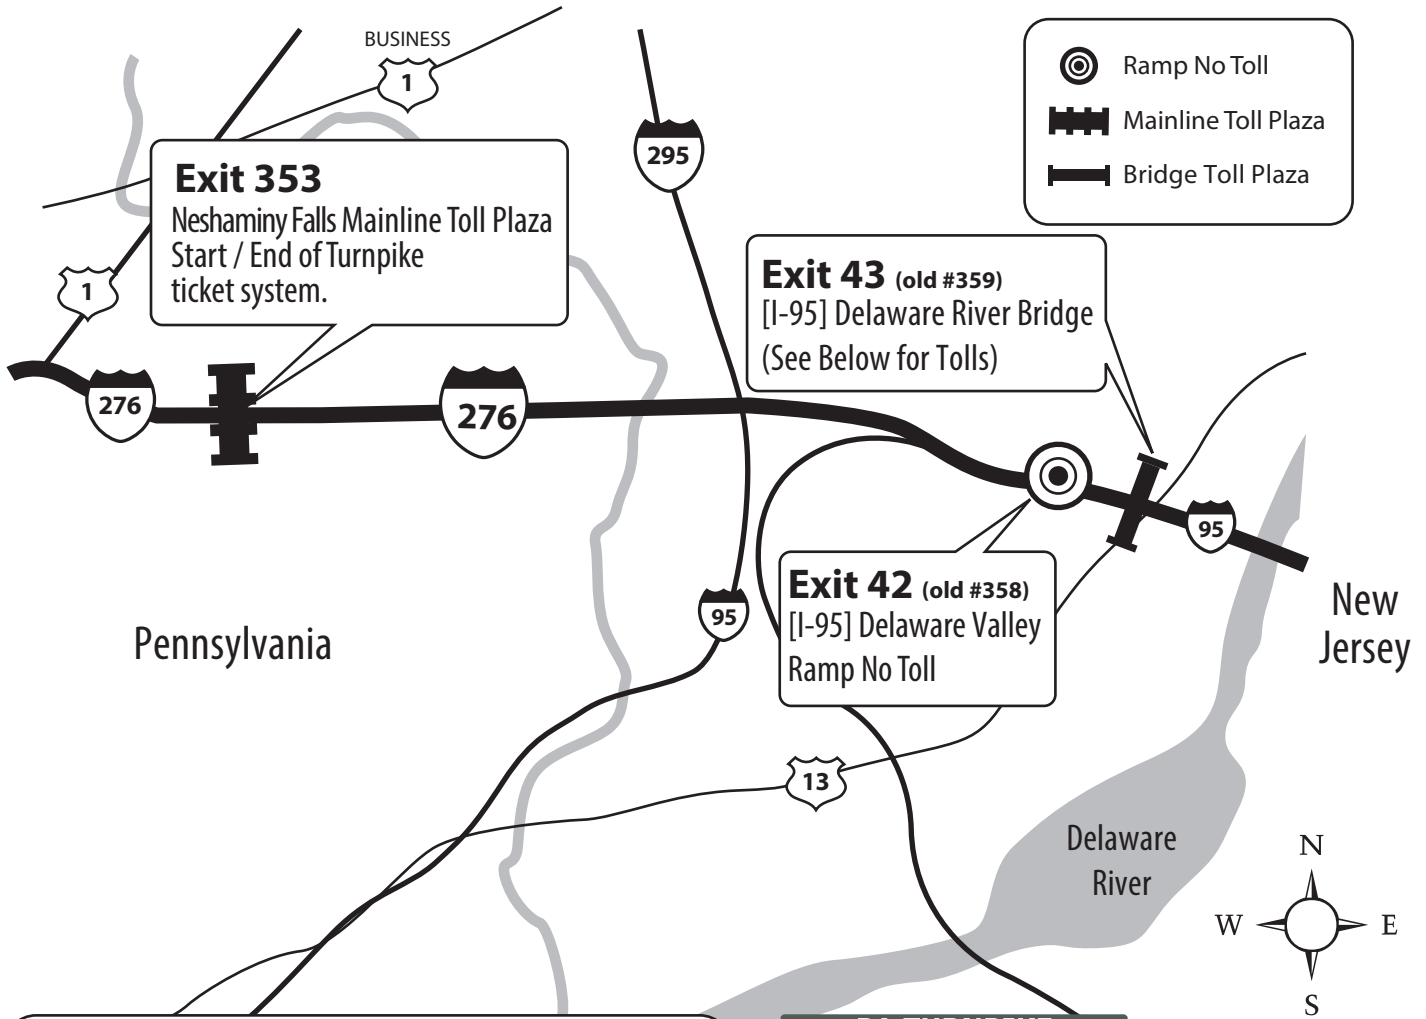 BUSINESS
1
Ramp No Toll
Mainline Toll Plaza
Bridge Toll Plaza
295
Exit 353
Neshaminy Falls Mainline Toll Plaza
Start / End of Turnpike
ticket system.
1
Exit 43 (old #359)
[I-95] Delaware River Bridge
(See Below for Tolls)
276
276
95
Exit 42 (old #358)
[I-95] Delaware Valley
Ramp No Toll
95
New
Jersey
Pennsylvania
13
Delaware
River
N
W
E
S